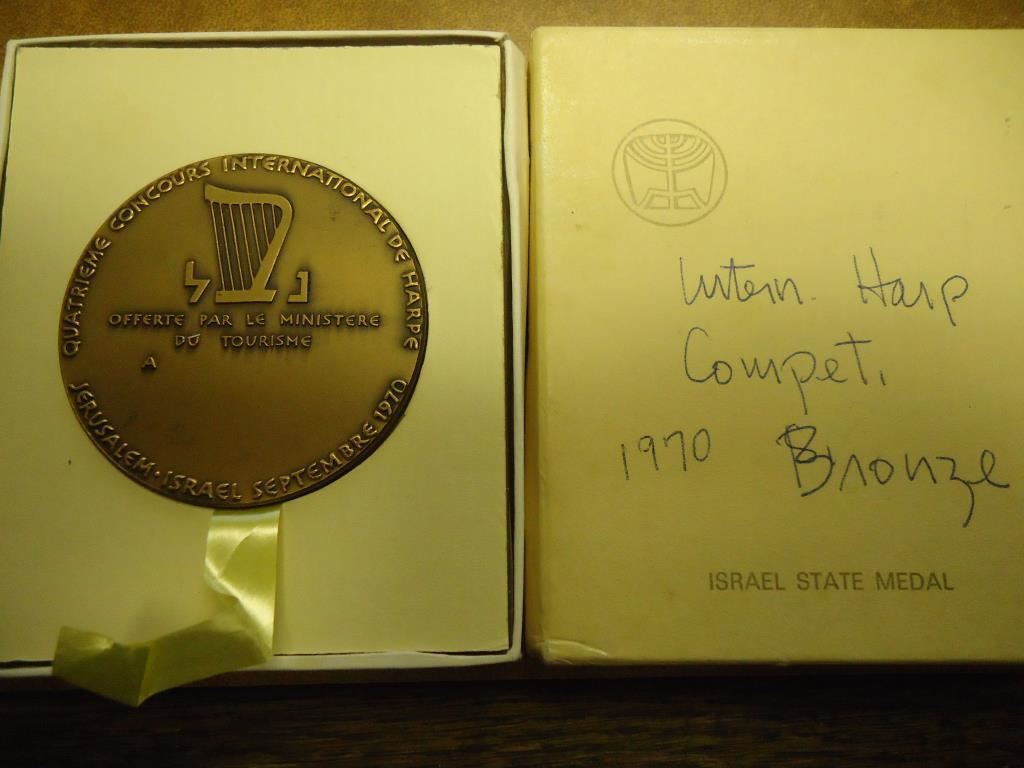 QUATRIEME CONCOURS INTERNATIONAL DE HARPE
OFFERTE PAR LE MINISTERE
DU TOURISME
A
JERUSALEM · ISRAEL SEPTEMBRE 1970
Intern. Harp
Compet.
1970 Bronze
ISRAEL STATE MEDAL